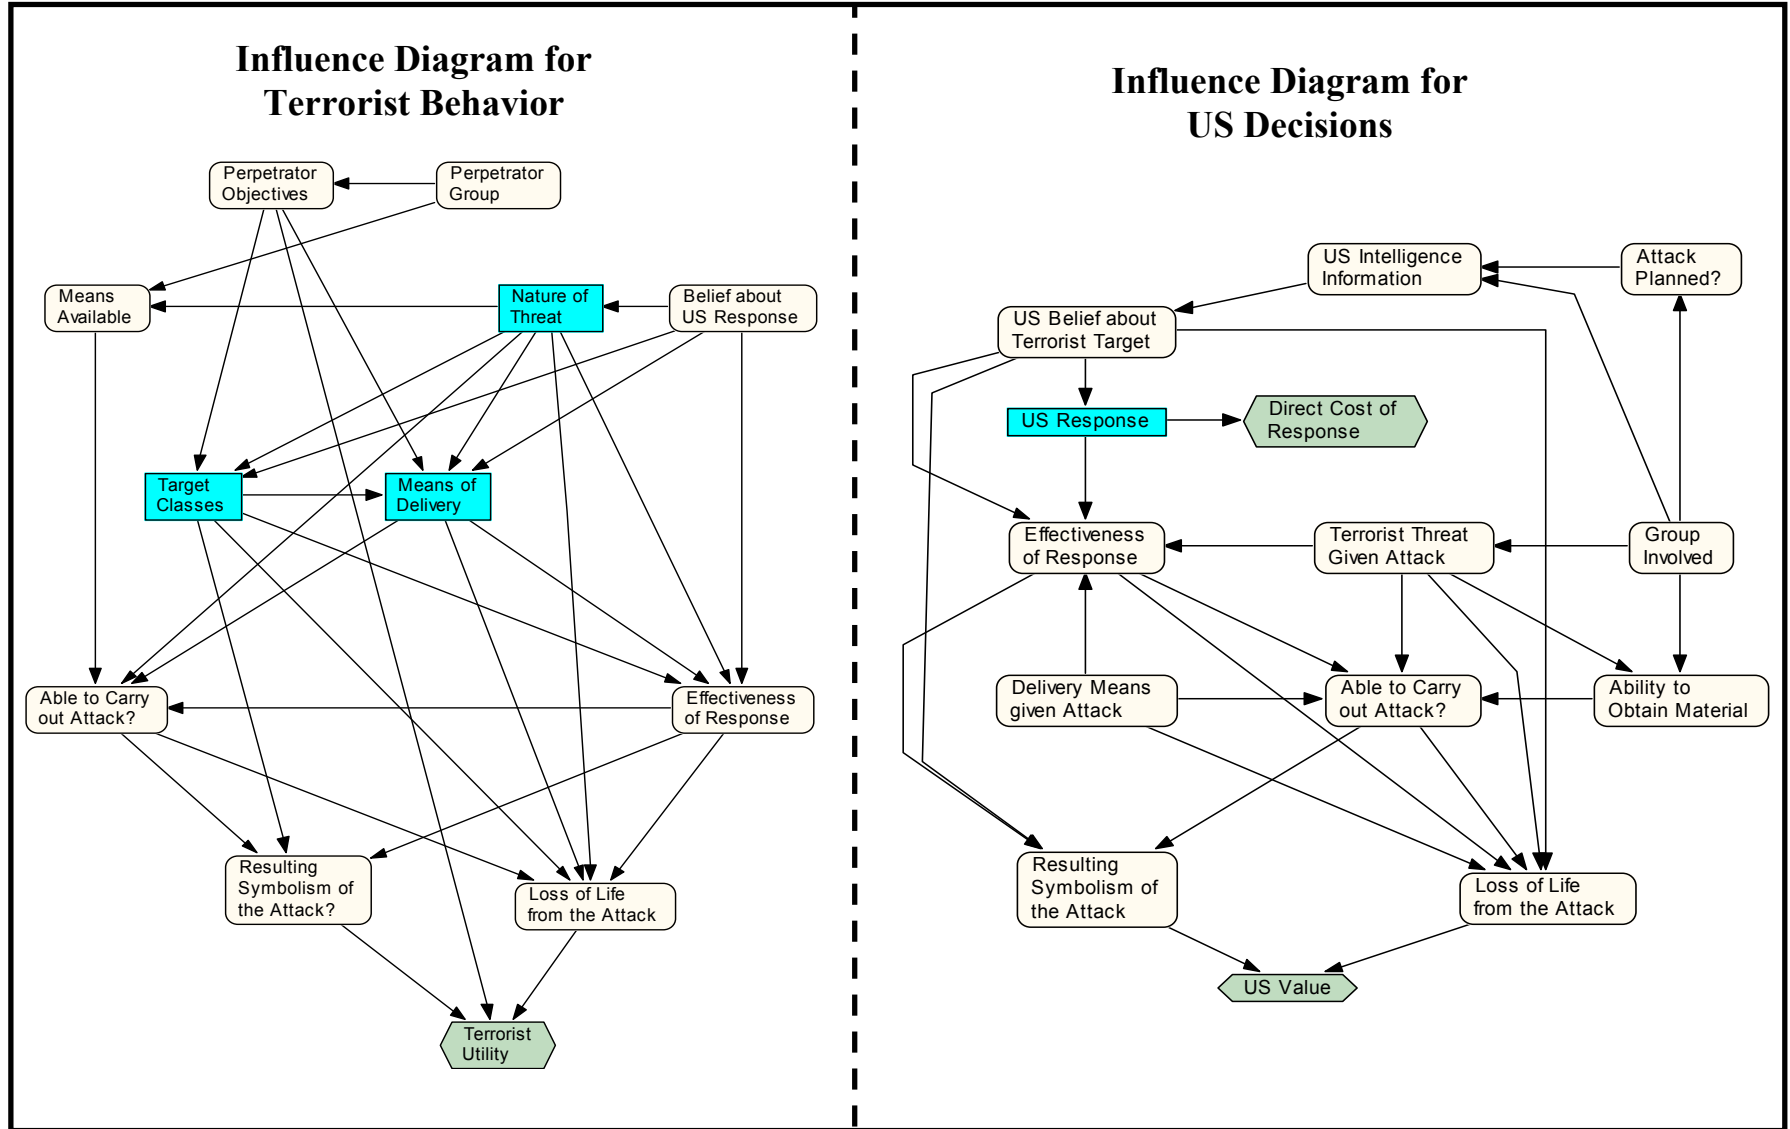 Influence Diagram for
Terrorist Behavior
Perpetrator
Objectives
Perpetrator
Group
Means
Available
Nature of
Threat
Belief about
US Response
Target
Classes
Means of
Delivery
Able to Carry
out Attack?
Effectiveness
of Response
Resulting
Symbolism of
the Attack?
Loss of Life
from the Attack
Terrorist
Utility
Influence Diagram for
US Decisions
US Intelligence
Information
Attack
Planned?
US Belief about
Terrorist Target
US Response
Direct Cost of
Response
Effectiveness
of Response
Terrorist Threat
Given Attack
Group
Involved
Delivery Means
given Attack
Able to Carry
out Attack?
Ability to
Obtain Material
Resulting
Symbolism of
the Attack
Loss of Life
from the Attack
US Value